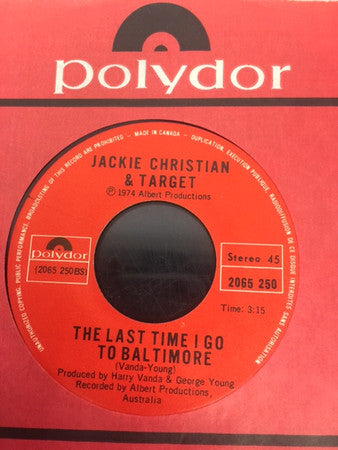 polydor
UNAUTHORIZED COPYING, PUBLIC PERFORMANCE AND BROADCASTING OF THIS RECORD ARE PROHIBITED • MADE IN CANADA • DUPLICATION, EXECUTION PUBLIQUE, RADIODIFFUSION DE CE DISQUE INTERDITES SANS AUTORISATION
JACKIE CHRISTIAN
& TARGET
℗ 1974 Albert Productions
Polydor
(2065 250BS)
Stereo 45
2065 250
Time: 3:15
THE LAST TIME I GO
TO BALTIMORE
(Vanda-Young)
Produced by Harry Vanda & George Young
Recorded by Albert Productions,
Australia